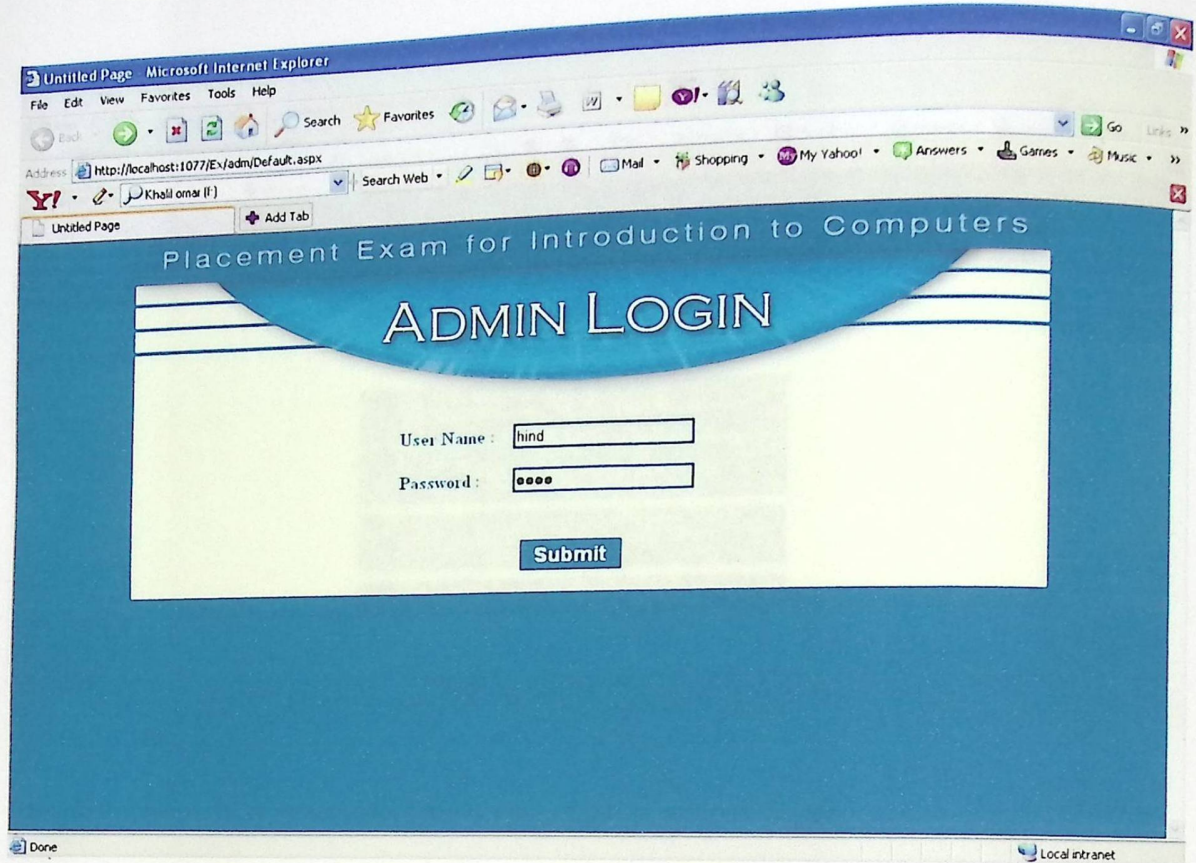 Untitled Page - Microsoft Internet Explorer
File Edit View Favorites Tools Help
Back Search Favorites
Address http://localhost:1077/Ex/adm/Default.aspx Go Links »
Y! Khalil omar (F:) Search Web Mail Shopping My Yahoo! Answers Games Music »
Untitled Page Add Tab
Placement Exam for Introduction to Computers
ADMIN LOGIN
User Name : hind
Password : ●●●●
Submit
Done Local intranet